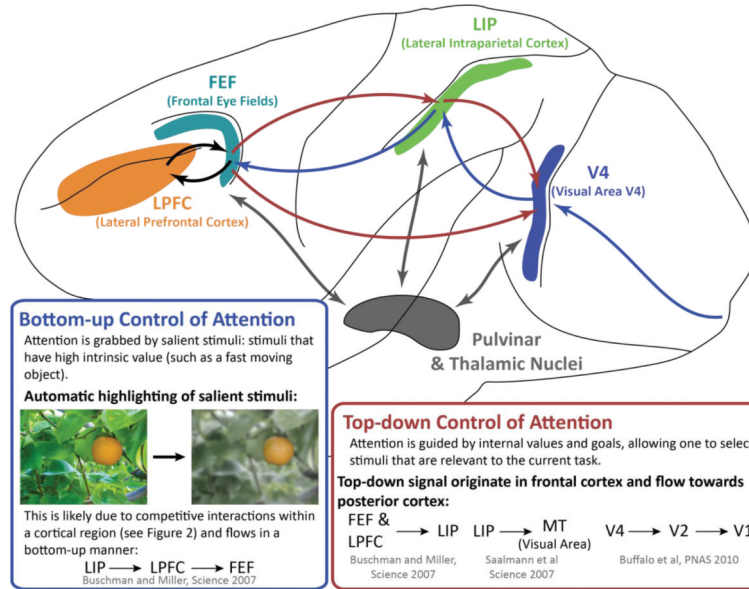 LIP
(Lateral Intraparietal Cortex)
FEF
(Frontal Eye Fields)
V4
(Visual Area V4)
LPFC
(Lateral Prefrontal Cortex)
Pulvinar
& Thalamic Nuclei
Bottom-up Control of Attention
Attention is grabbed by salient stimuli: stimuli that
have high intrinsic value (such as a fast moving
object).
Automatic highlighting of salient stimuli:
This is likely due to competitive interactions within
a cortical region (see Figure 2) and flows in a
bottom-up manner:
LIP → LPFC → FEF
Buschman and Miller, Science 2007
Top-down Control of Attention
Attention is guided by internal values and goals, allowing one to selec
stimuli that are relevant to the current task.
Top-down signal originate in frontal cortex and flow towards
posterior cortex:
FEF &
LPFC → LIP
Buschman and Miller,
Science 2007
LIP → MT
(Visual Area)
Saalmann et al
Science 2007
V4 → V2 → V1
Buffalo et al, PNAS 2010